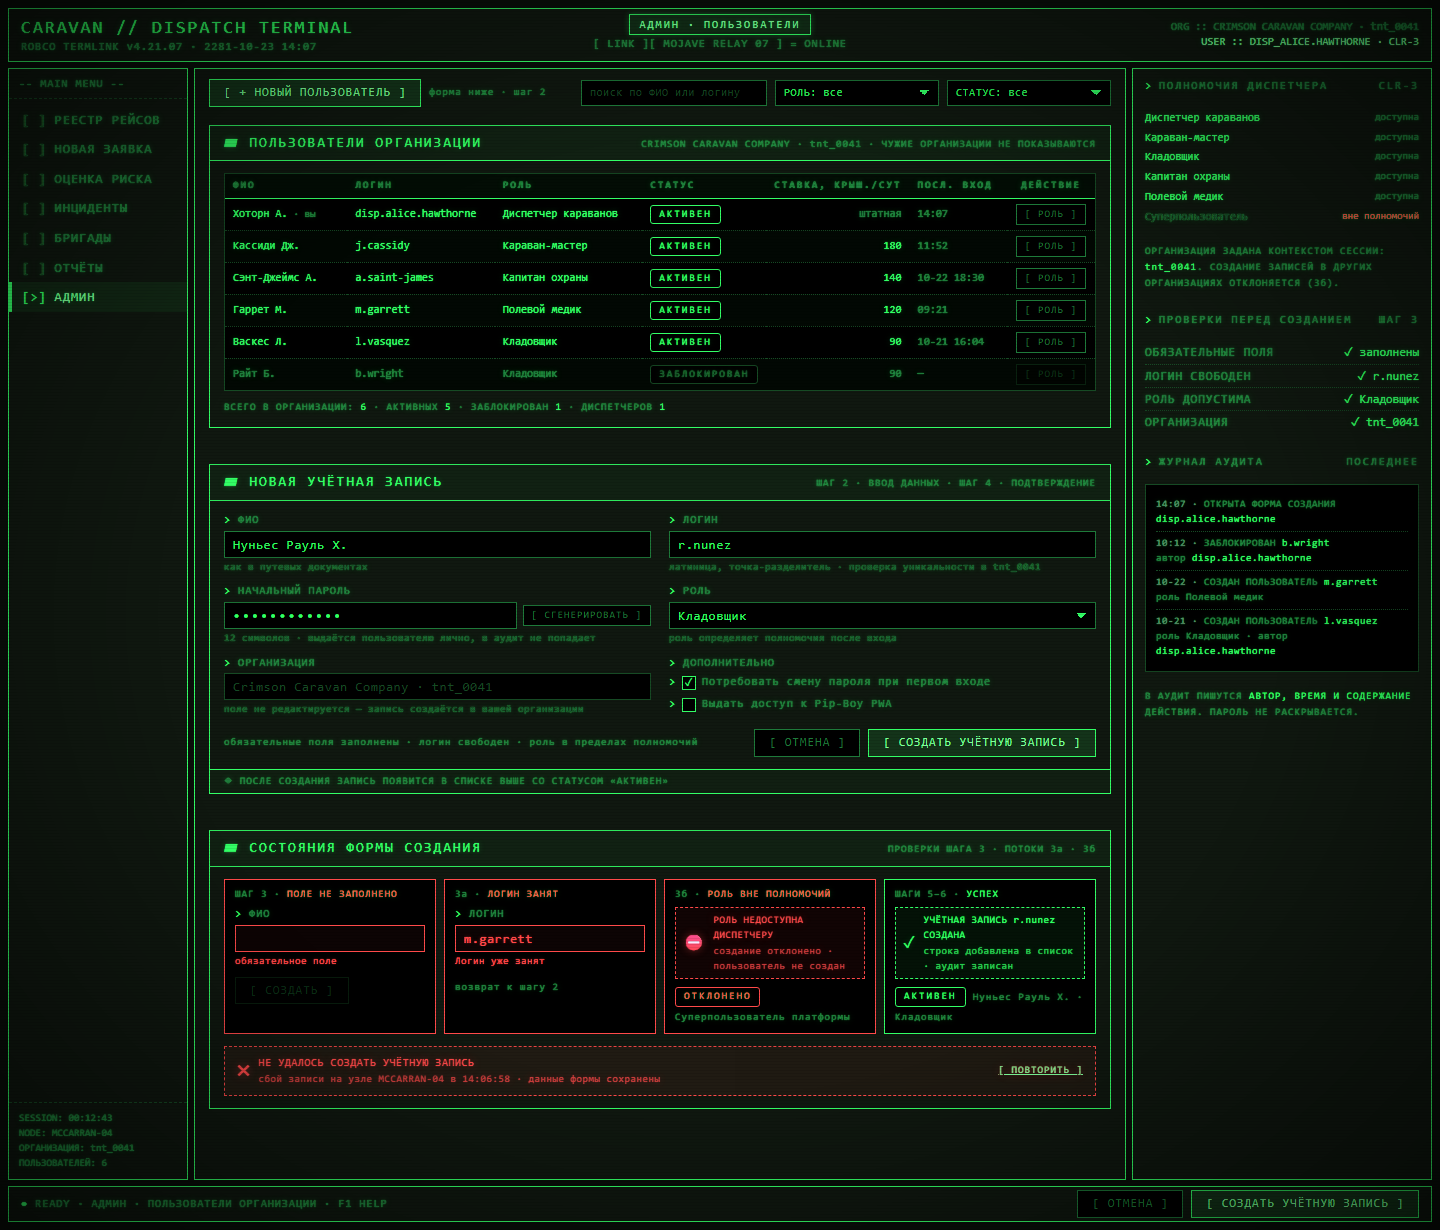 CARAVAN // DISPATCH TERMINAL
ROBCO TERMLINK v4.21.07 · 2281-10-23 14:07
АДМИН · ПОЛЬЗОВАТЕЛИ
[ LINK ][ MOJAVE RELAY 07 ] = ONLINE
ORG :: CRIMSON CARAVAN COMPANY · tnt_0041
USER :: DISP_ALICE.HAWTHORNE · CLR-3
-- MAIN MENU --
[ ] РЕЕСТР РЕЙСОВ
[ ] НОВАЯ ЗАЯВКА
[ ] ОЦЕНКА РИСКА
[ ] ИНЦИДЕНТЫ
[ ] БРИГАДЫ
[ ] ОТЧЁТЫ
[>] АДМИН
SESSION: 00:12:43
NODE: MCCARRAN-04
ОРГАНИЗАЦИЯ: tnt_0041
ПОЛЬЗОВАТЕЛЕЙ: 6
[ + НОВЫЙ ПОЛЬЗОВАТЕЛЬ ] форма ниже · шаг 2 поиск по ФИО или логину РОЛЬ: все СТАТУС: все
ПОЛЬЗОВАТЕЛИ ОРГАНИЗАЦИИ CRIMSON CARAVAN COMPANY · tnt_0041 · ЧУЖИЕ ОРГАНИЗАЦИИ НЕ ПОКАЗЫВАЮТСЯ
ФИО ЛОГИН РОЛЬ СТАТУС СТАВКА, КРЫШ./СУТ ПОСЛ. ВХОД ДЕЙСТВИЕ
Хоторн А. · вы disp.alice.hawthorne Диспетчер караванов АКТИВЕН штатная 14:07 [ РОЛЬ ]
Кассиди Дж. j.cassidy Караван-мастер АКТИВЕН 180 11:52 [ РОЛЬ ]
Сэнт-Джеймс А. a.saint-james Капитан охраны АКТИВЕН 140 10-22 18:30 [ РОЛЬ ]
Гаррет М. m.garrett Полевой медик АКТИВЕН 120 09:21 [ РОЛЬ ]
Васкес Л. l.vasquez Кладовщик АКТИВЕН 90 10-21 16:04 [ РОЛЬ ]
Райт Б. b.wright Кладовщик ЗАБЛОКИРОВАН 90 — [ РОЛЬ ]
ВСЕГО В ОРГАНИЗАЦИИ: 6 · АКТИВНЫХ 5 · ЗАБЛОКИРОВАН 1 · ДИСПЕТЧЕРОВ 1
НОВАЯ УЧЁТНАЯ ЗАПИСЬ ШАГ 2 · ВВОД ДАННЫХ · ШАГ 4 · ПОДТВЕРЖДЕНИЕ
> ФИО
Нуньес Рауль Х.
как в путевых документах
> ЛОГИН
r.nunez
латиница, точка-разделитель · проверка уникальности в tnt_0041
> НАЧАЛЬНЫЙ ПАРОЛЬ
•••••••••••• [ СГЕНЕРИРОВАТЬ ]
12 символов · выдаётся пользователю лично, в аудит не попадает
> РОЛЬ
Кладовщик
роль определяет полномочия после входа
> ОРГАНИЗАЦИЯ
Crimson Caravan Company · tnt_0041
поле не редактируется — запись создаётся в вашей организации
> ДОПОЛНИТЕЛЬНО
> ✓ Потребовать смену пароля при первом входе
> Выдать доступ к Pip-Boy PWA
обязательные поля заполнены · логин свободен · роль в пределах полномочий [ ОТМЕНА ] [ СОЗДАТЬ УЧЁТНУЮ ЗАПИСЬ ]
◆ ПОСЛЕ СОЗДАНИЯ ЗАПИСЬ ПОЯВИТСЯ В СПИСКЕ ВЫШЕ СО СТАТУСОМ «АКТИВЕН»
СОСТОЯНИЯ ФОРМЫ СОЗДАНИЯ ПРОВЕРКИ ШАГА 3 · ПОТОКИ 3а · 3б
ШАГ 3 · ПОЛЕ НЕ ЗАПОЛНЕНО
> ФИО
обязательное поле
[ СОЗДАТЬ ]
3а · ЛОГИН ЗАНЯТ
> ЛОГИН
m.garrett
Логин уже занят
возврат к шагу 2
3б · РОЛЬ ВНЕ ПОЛНОМОЧИЙ
РОЛЬ НЕДОСТУПНА
ДИСПЕТЧЕРУ
создание отклонено ·
пользователь не создан
ОТКЛОНЕНО
Суперпользователь платформы
ШАГИ 5–6 · УСПЕХ
УЧЁТНАЯ ЗАПИСЬ r.nunez
СОЗДАНА
строка добавлена в список
· аудит записан
АКТИВЕН Нуньес Рауль Х. ·
Кладовщик
НЕ УДАЛОСЬ СОЗДАТЬ УЧЁТНУЮ ЗАПИСЬ
сбой записи на узле MCCARRAN-04 в 14:06:58 · данные формы сохранены
[ ПОВТОРИТЬ ]
> ПОЛНОМОЧИЯ ДИСПЕТЧЕРА CLR-3
Диспетчер караванов доступна
Караван-мастер доступна
Кладовщик доступна
Капитан охраны доступна
Полевой медик доступна
Суперпользователь вне полномочий
ОРГАНИЗАЦИЯ ЗАДАНА КОНТЕКСТОМ СЕССИИ:
tnt_0041. СОЗДАНИЕ ЗАПИСЕЙ В ДРУГИХ
ОРГАНИЗАЦИЯХ ОТКЛОНЯЕТСЯ (3б).
> ПРОВЕРКИ ПЕРЕД СОЗДАНИЕМ ШАГ 3
ОБЯЗАТЕЛЬНЫЕ ПОЛЯ ✓ заполнены
ЛОГИН СВОБОДЕН ✓ r.nunez
РОЛЬ ДОПУСТИМА ✓ Кладовщик
ОРГАНИЗАЦИЯ ✓ tnt_0041
> ЖУРНАЛ АУДИТА ПОСЛЕДНЕЕ
14:07 · ОТКРЫТА ФОРМА СОЗДАНИЯ
disp.alice.hawthorne
10:12 · ЗАБЛОКИРОВАН b.wright
автор disp.alice.hawthorne
10-22 · СОЗДАН ПОЛЬЗОВАТЕЛЬ m.garrett
роль Полевой медик
10-21 · СОЗДАН ПОЛЬЗОВАТЕЛЬ l.vasquez
роль Кладовщик · автор
disp.alice.hawthorne
В АУДИТ ПИШУТСЯ АВТОР, ВРЕМЯ И СОДЕРЖАНИЕ
ДЕЙСТВИЯ. ПАРОЛЬ НЕ РАСКРЫВАЕТСЯ.
● READY · АДМИН · ПОЛЬЗОВАТЕЛИ ОРГАНИЗАЦИИ · F1 HELP [ ОТМЕНА ] [ СОЗДАТЬ УЧЁТНУЮ ЗАПИСЬ ]